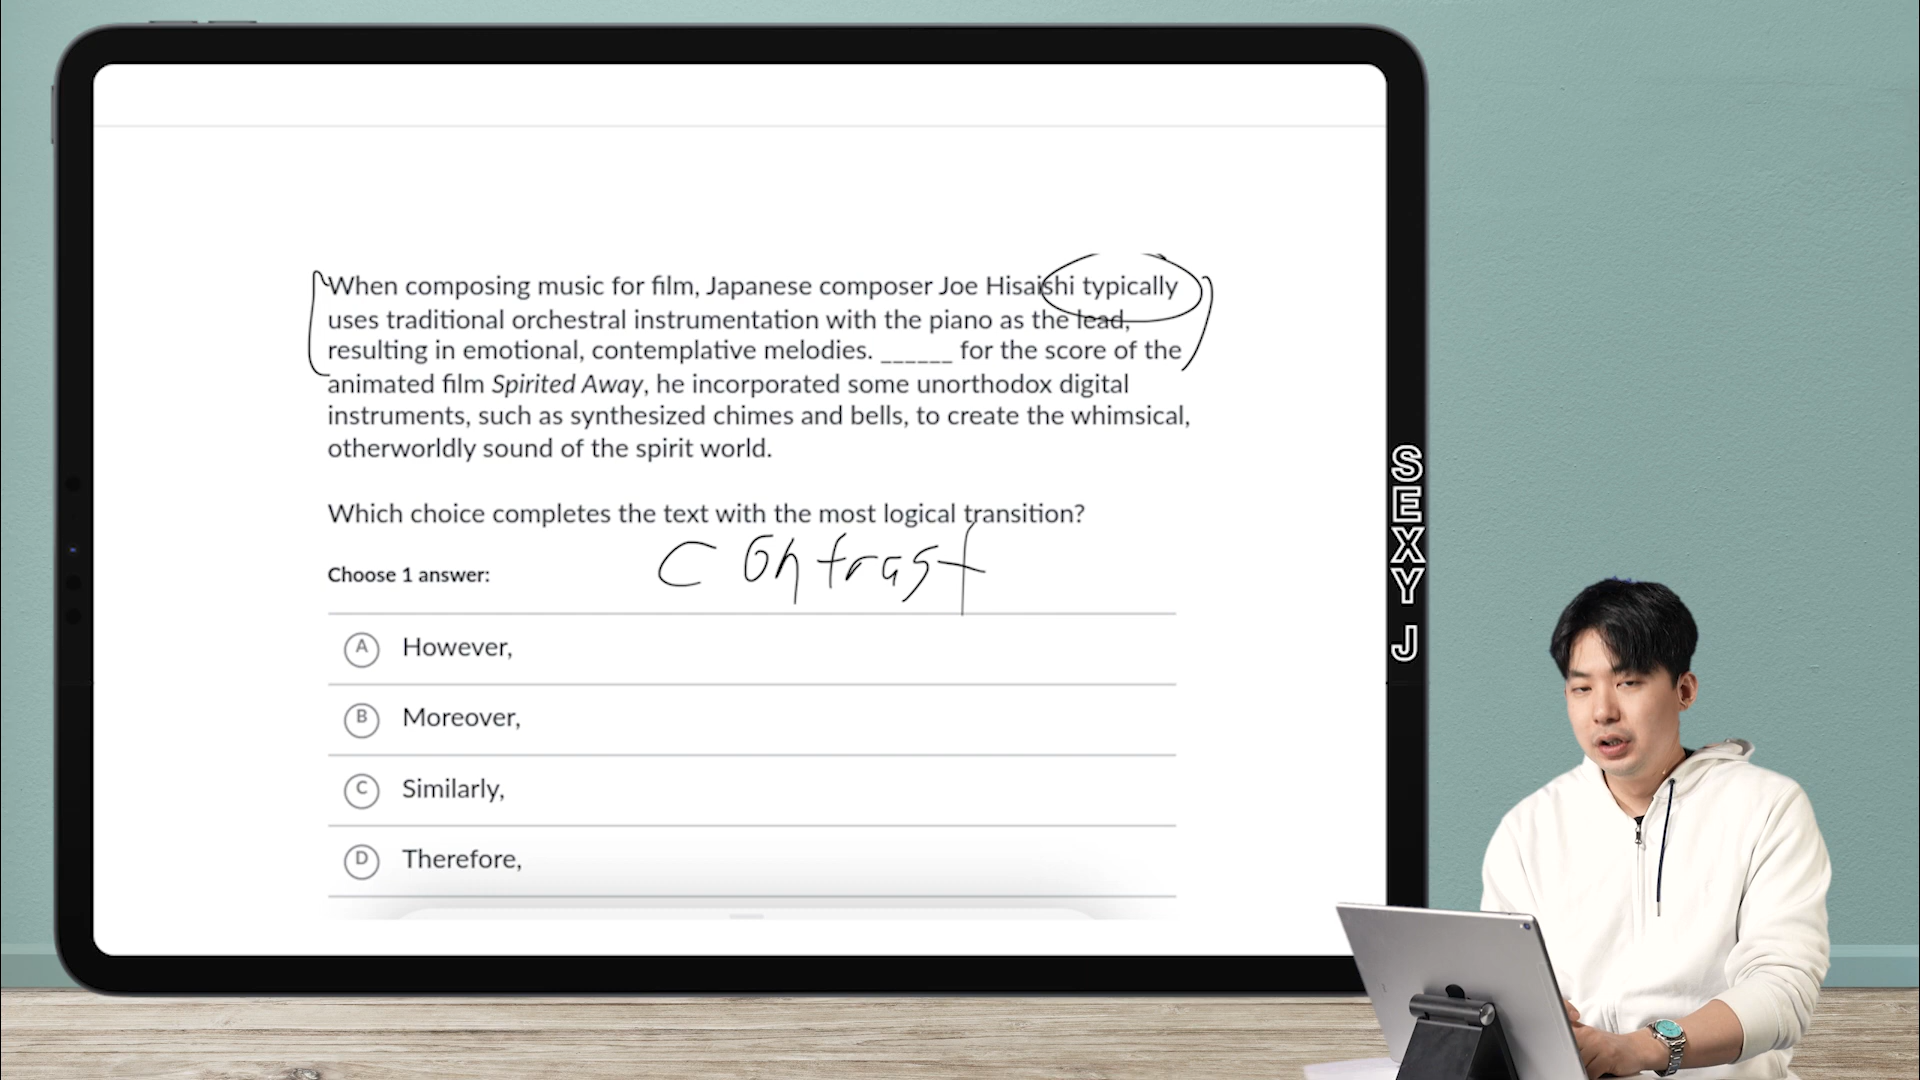 When composing music for film, Japanese composer Joe Hisaishi typically
uses traditional orchestral instrumentation with the piano as the lead,
resulting in emotional, contemplative melodies. ______ for the score of the
animated film Spirited Away, he incorporated some unorthodox digital
instruments, such as synthesized chimes and bells, to create the whimsical,
otherworldly sound of the spirit world.
Which choice completes the text with the most logical transition?
contrast
Choose 1 answer:
A However,
B Moreover,
C Similarly,
D Therefore,
SEXY J